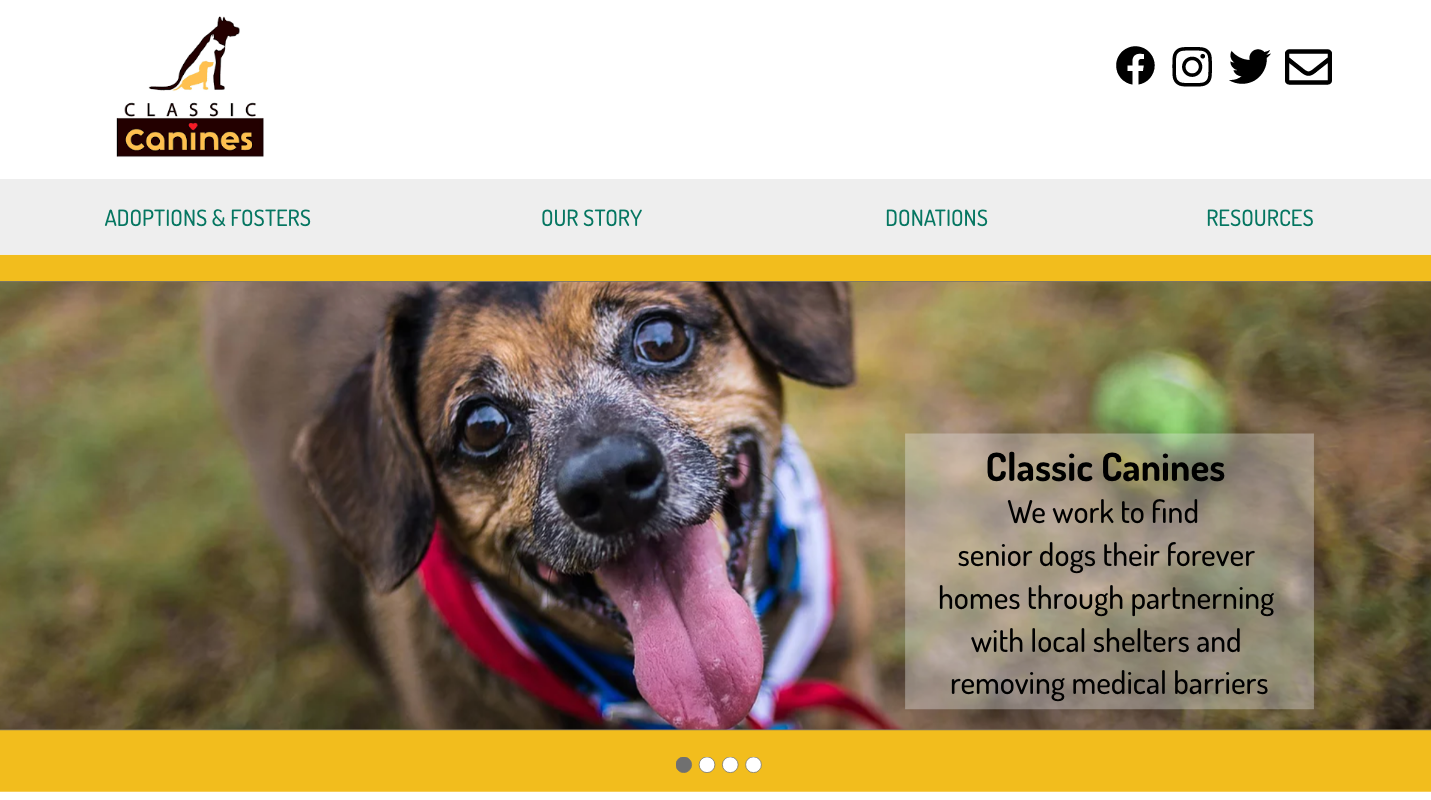 CLASSIC
Canines
ADOPTIONS & FOSTERS
OUR STORY
DONATIONS
RESOURCES
Classic Canines
We work to find
senior dogs their forever
homes through partnerning
with local shelters and
removing medical barriers